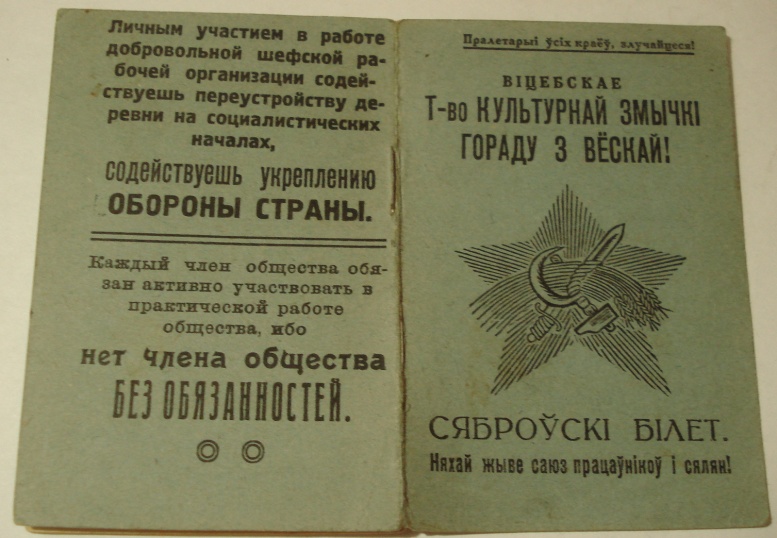 Личным участием в работе
добровольной шефской ра-
бочей организации содей-
ствуешь переустройству де-
ревни на социалистических
началах,
содействуешь укреплению
ОБОРОНЫ СТРАНЫ.
Каждый член общества обя-
зан активно участвовать в
практической работе
общества, ибо
нет члена общества
БЕЗ ОБЯЗАННОСТЕЙ.
Пралетарыі ўсіх краёў, злучайцеся!
ВІЦЕБСКАЕ
Т-во КУЛЬТУРНАЙ ЗМЫЧКІ
ГОРАДУ З ВЁСКАЙ!
СЯБРОЎСКІ БІЛЕТ.
Няхай жыве саюз працаўнікоў і сялян!